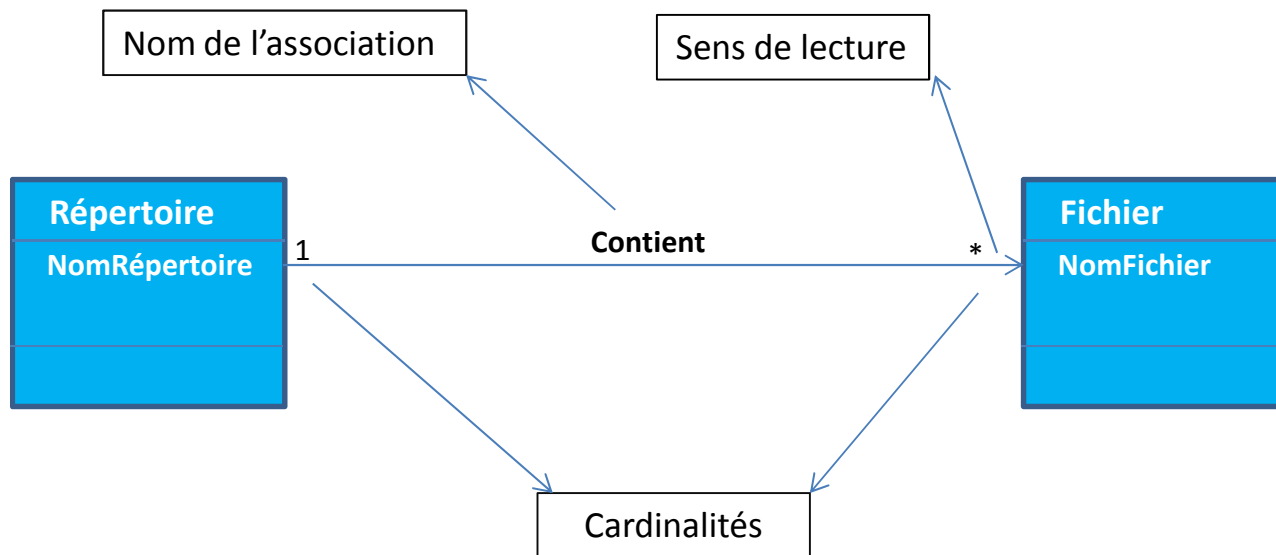 Nom de l’association
Sens de lecture
Répertoire
Fichier
1
Contient
*
NomRépertoire
NomFichier
Cardinalités